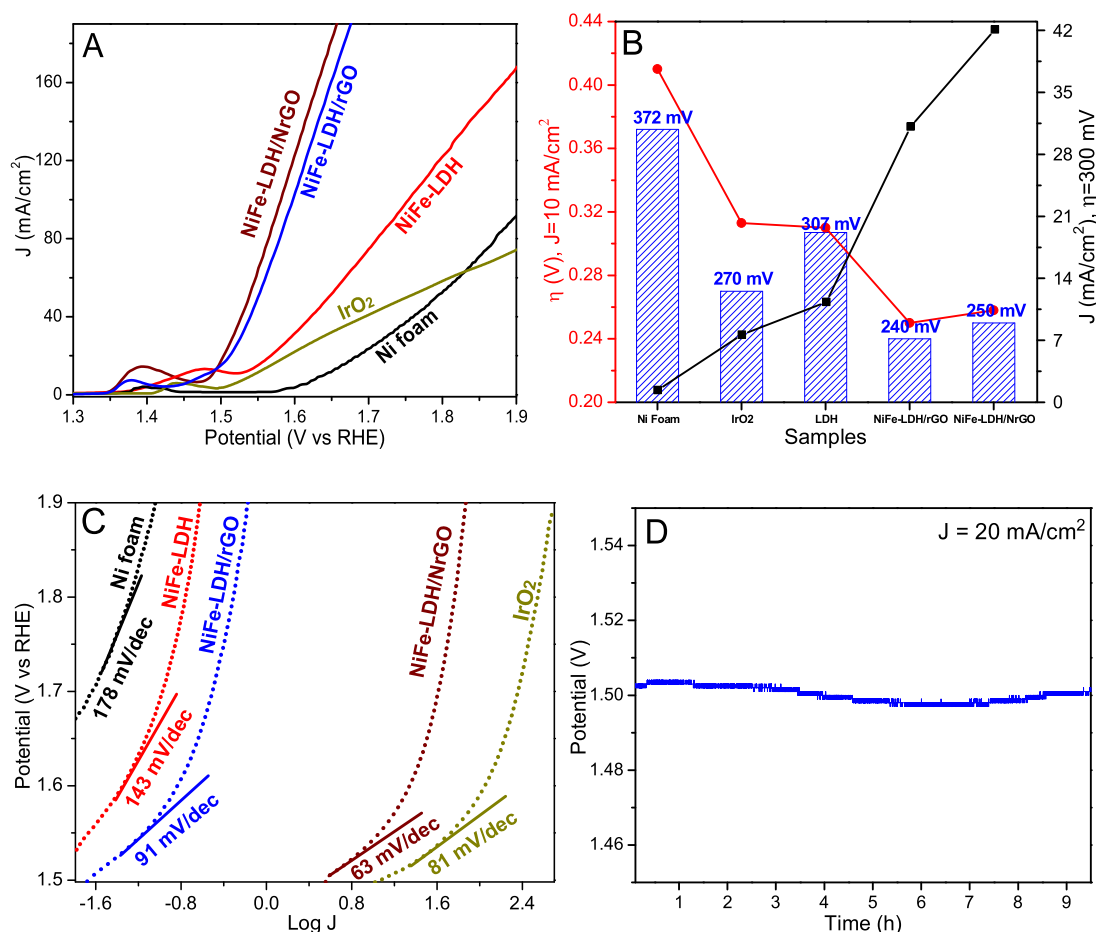 A
J (mA/cm²)
160
120
80
40
0
NiFe-LDH/NrGO
NiFe-LDH/rGO
NiFe-LDH
IrO₂
Ni foam
1.3 1.4 1.5 1.6 1.7 1.8 1.9
Potential (V vs RHE)
B
η (V), J=10 mA/cm²
0.44
0.40
0.36
0.32
0.28
0.24
0.20
372 mV
270 mV
307 mV
240 mV
250 mV
42
35
28
21
14
7
0
J (mA/cm²), η=300 mV
Ni Foam IrO2 LDH NiFe-LDH/rGO NiFe-LDH/NrGO
Samples
C
Potential (V vs RHE)
1.9
1.8
1.7
1.6
1.5
Ni foam
NiFe-LDH
NiFe-LDH/rGO
NiFe-LDH/NrGO
IrO₂
178 mV/dec
143 mV/dec
91 mV/dec
63 mV/dec
81 mV/dec
-1.6 -0.8 0.0 0.8 1.6 2.4
Log J
D
J = 20 mA/cm²
Potential (V)
1.54
1.52
1.50
1.48
1.46
1 2 3 4 5 6 7 8 9
Time (h)